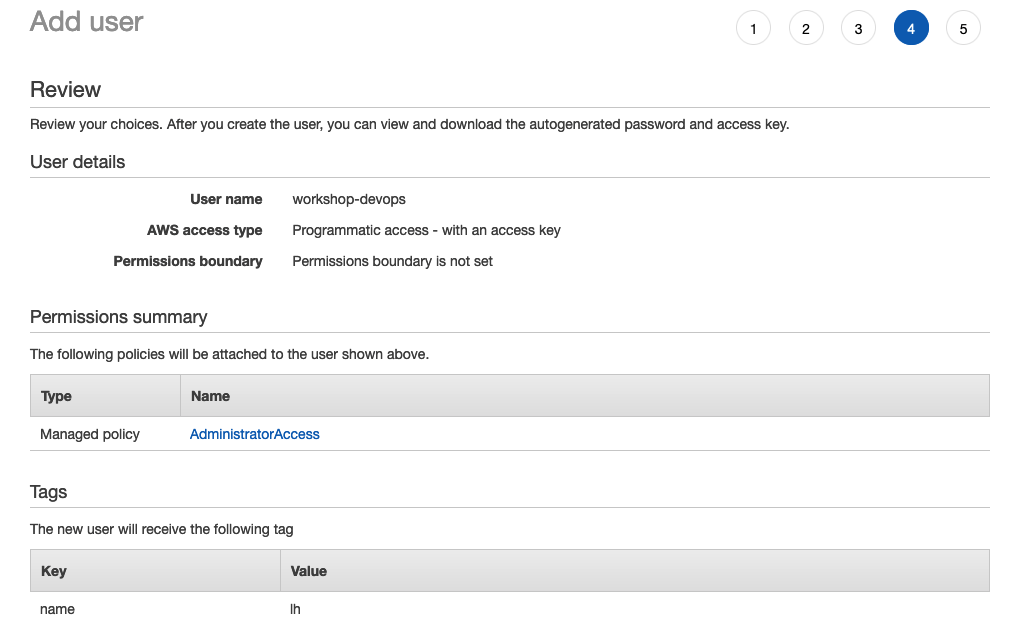 Add user
1 2 3 4 5
Review
Review your choices. After you create the user, you can view and download the autogenerated password and access key.
User details
User name workshop-devops
AWS access type Programmatic access - with an access key
Permissions boundary Permissions boundary is not set
Permissions summary
The following policies will be attached to the user shown above.
Type Name
Managed policy AdministratorAccess
Tags
The new user will receive the following tag
Key Value
name lh